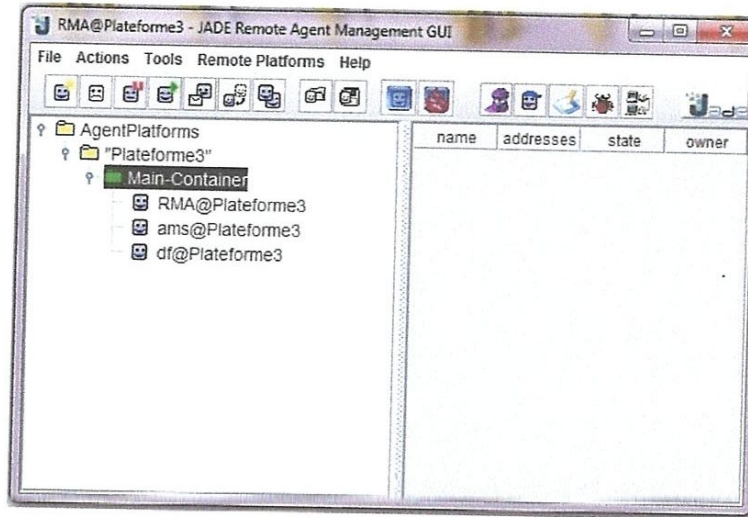 RMA@Plateforme3 - JADE Remote Agent Management GUI
File Actions Tools Remote Platforms Help
Jade
AgentPlatforms
"Plateforme3"
Main-Container
RMA@Plateforme3
ams@Plateforme3
df@Plateforme3
name addresses state owner